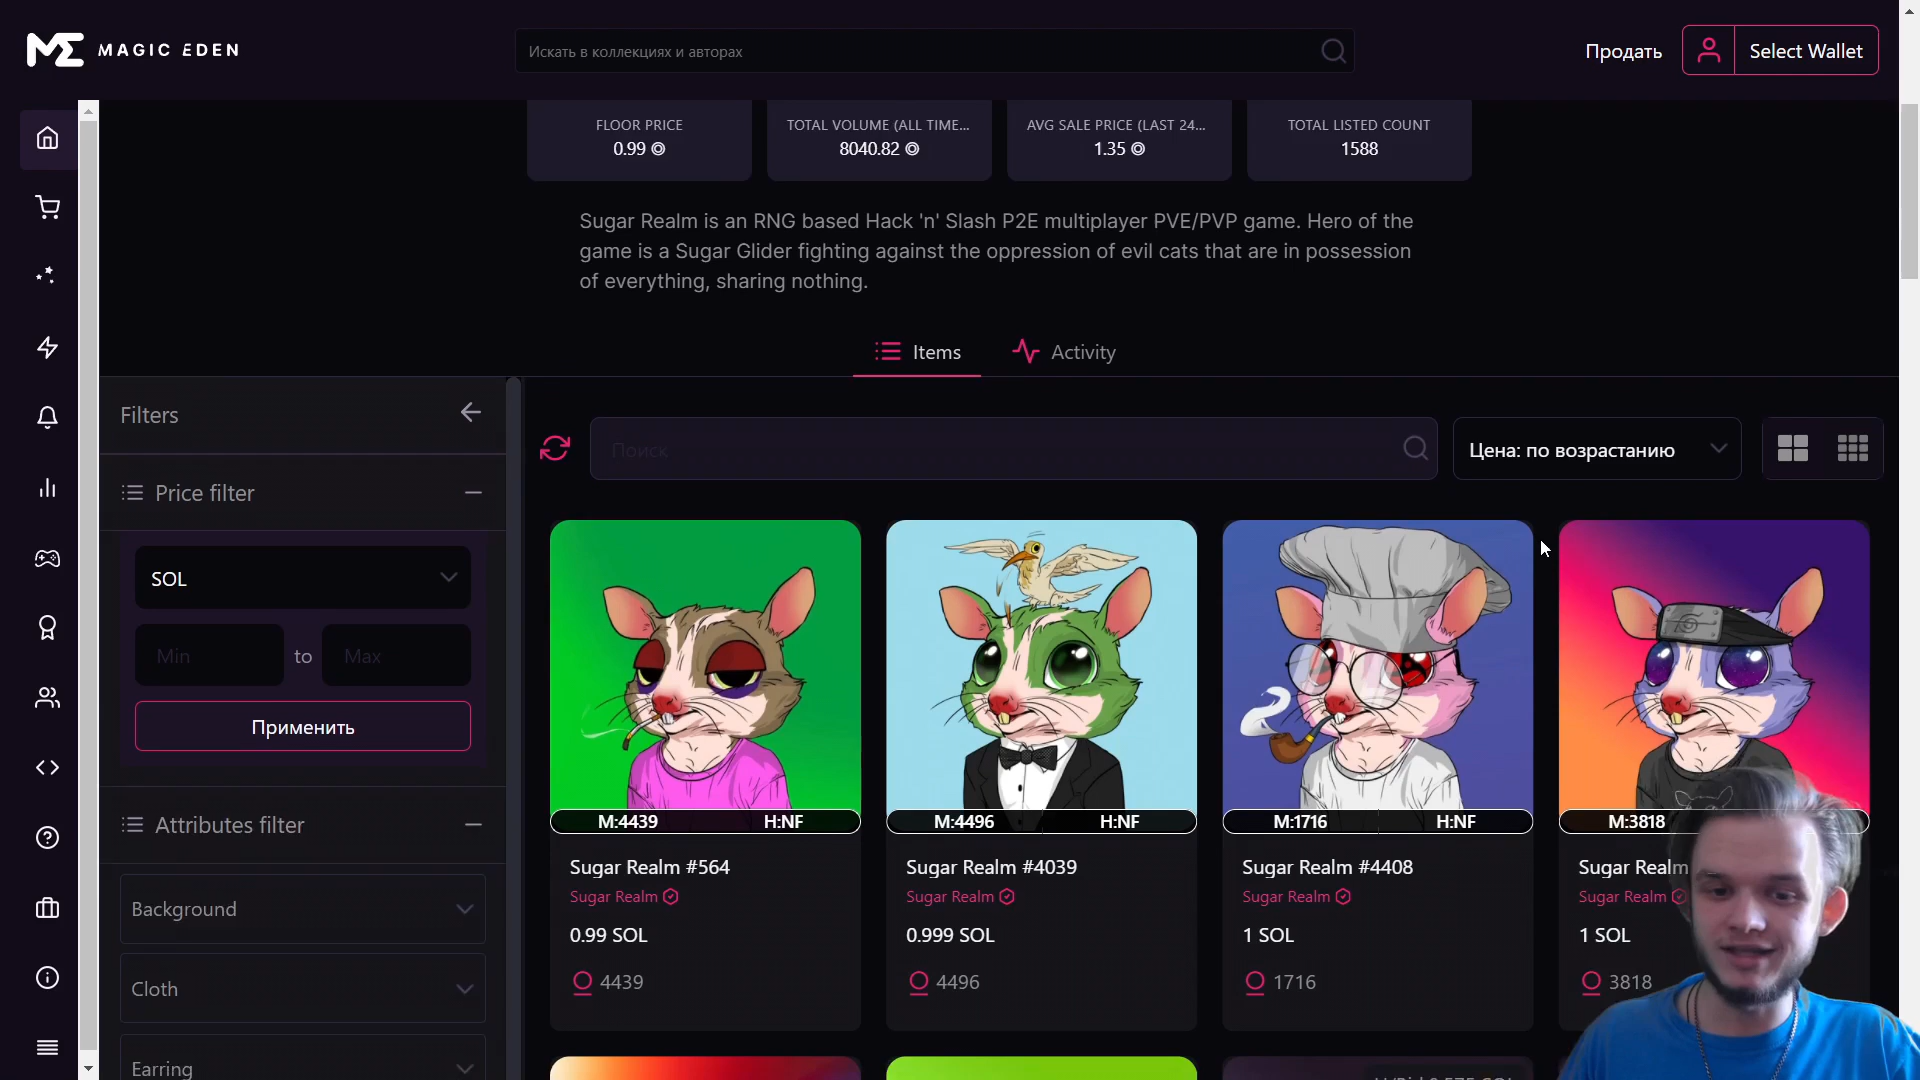 MAGIC EDEN
Искать в коллекциях и авторах
Продать
Select Wallet
FLOOR PRICE
0.99
TOTAL VOLUME (ALL TIME...
8040.82
AVG SALE PRICE (LAST 24...
1.35
TOTAL LISTED COUNT
1588
Sugar Realm is an RNG based Hack 'n' Slash P2E multiplayer PVE/PVP game. Hero of the
game is a Sugar Glider fighting against the oppression of evil cats that are in possession
of everything, sharing nothing.
Items
Activity
Filters
Поиск
Цена: по возрастанию
Price filter
SOL
Min
to
Max
Применить
Attributes filter
Background
Cloth
Earring
M:4439 H:NF
Sugar Realm #564
Sugar Realm
0.99 SOL
4439
M:4496 H:NF
Sugar Realm #4039
Sugar Realm
0.999 SOL
4496
M:1716 H:NF
Sugar Realm #4408
Sugar Realm
1 SOL
1716
M:3818
Sugar Realm
Sugar Realm
1 SOL
3818